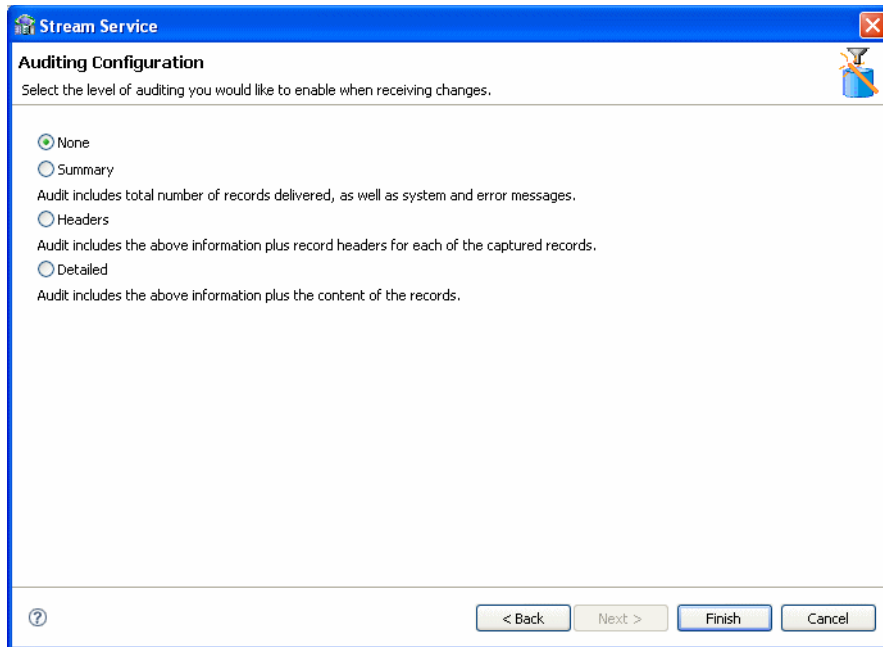 Stream Service
Auditing Configuration
Select the level of auditing you would like to enable when receiving changes.
None
Summary
Audit includes total number of records delivered, as well as system and error messages.
Headers
Audit includes the above information plus record headers for each of the captured records.
Detailed
Audit includes the above information plus the content of the records.
?
< Back
Next >
Finish
Cancel